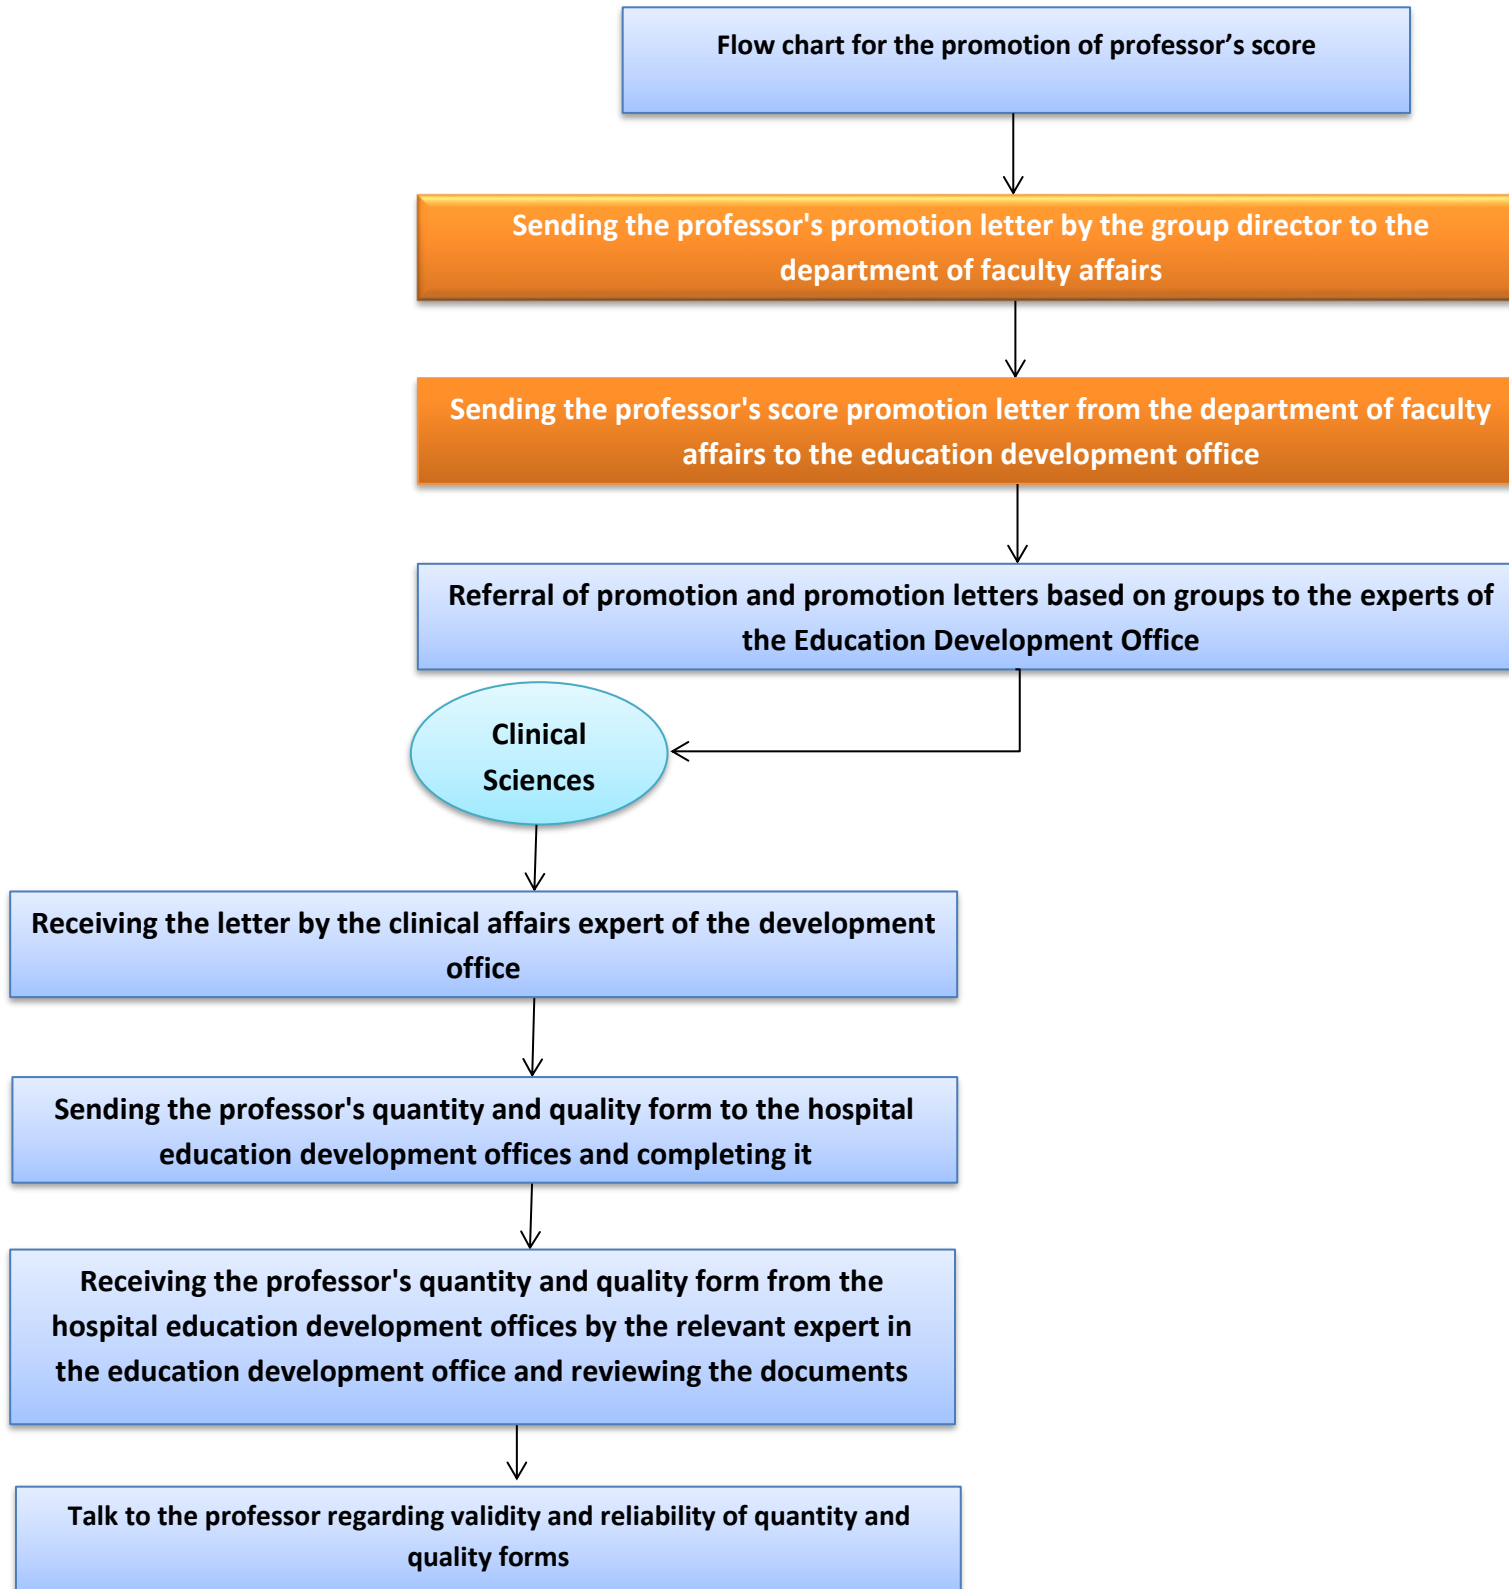 Flow chart for the promotion of professor’s score
Sending the professor's promotion letter by the group director to the
department of faculty affairs
Sending the professor's score promotion letter from the department of faculty
affairs to the education development office
Referral of promotion and promotion letters based on groups to the experts of
the Education Development Office
Clinical
Sciences
Receiving the letter by the clinical affairs expert of the development
office
Sending the professor's quantity and quality form to the hospital
education development offices and completing it
Receiving the professor's quantity and quality form from the
hospital education development offices by the relevant expert in
the education development office and reviewing the documents
Talk to the professor regarding validity and reliability of quantity and
quality forms